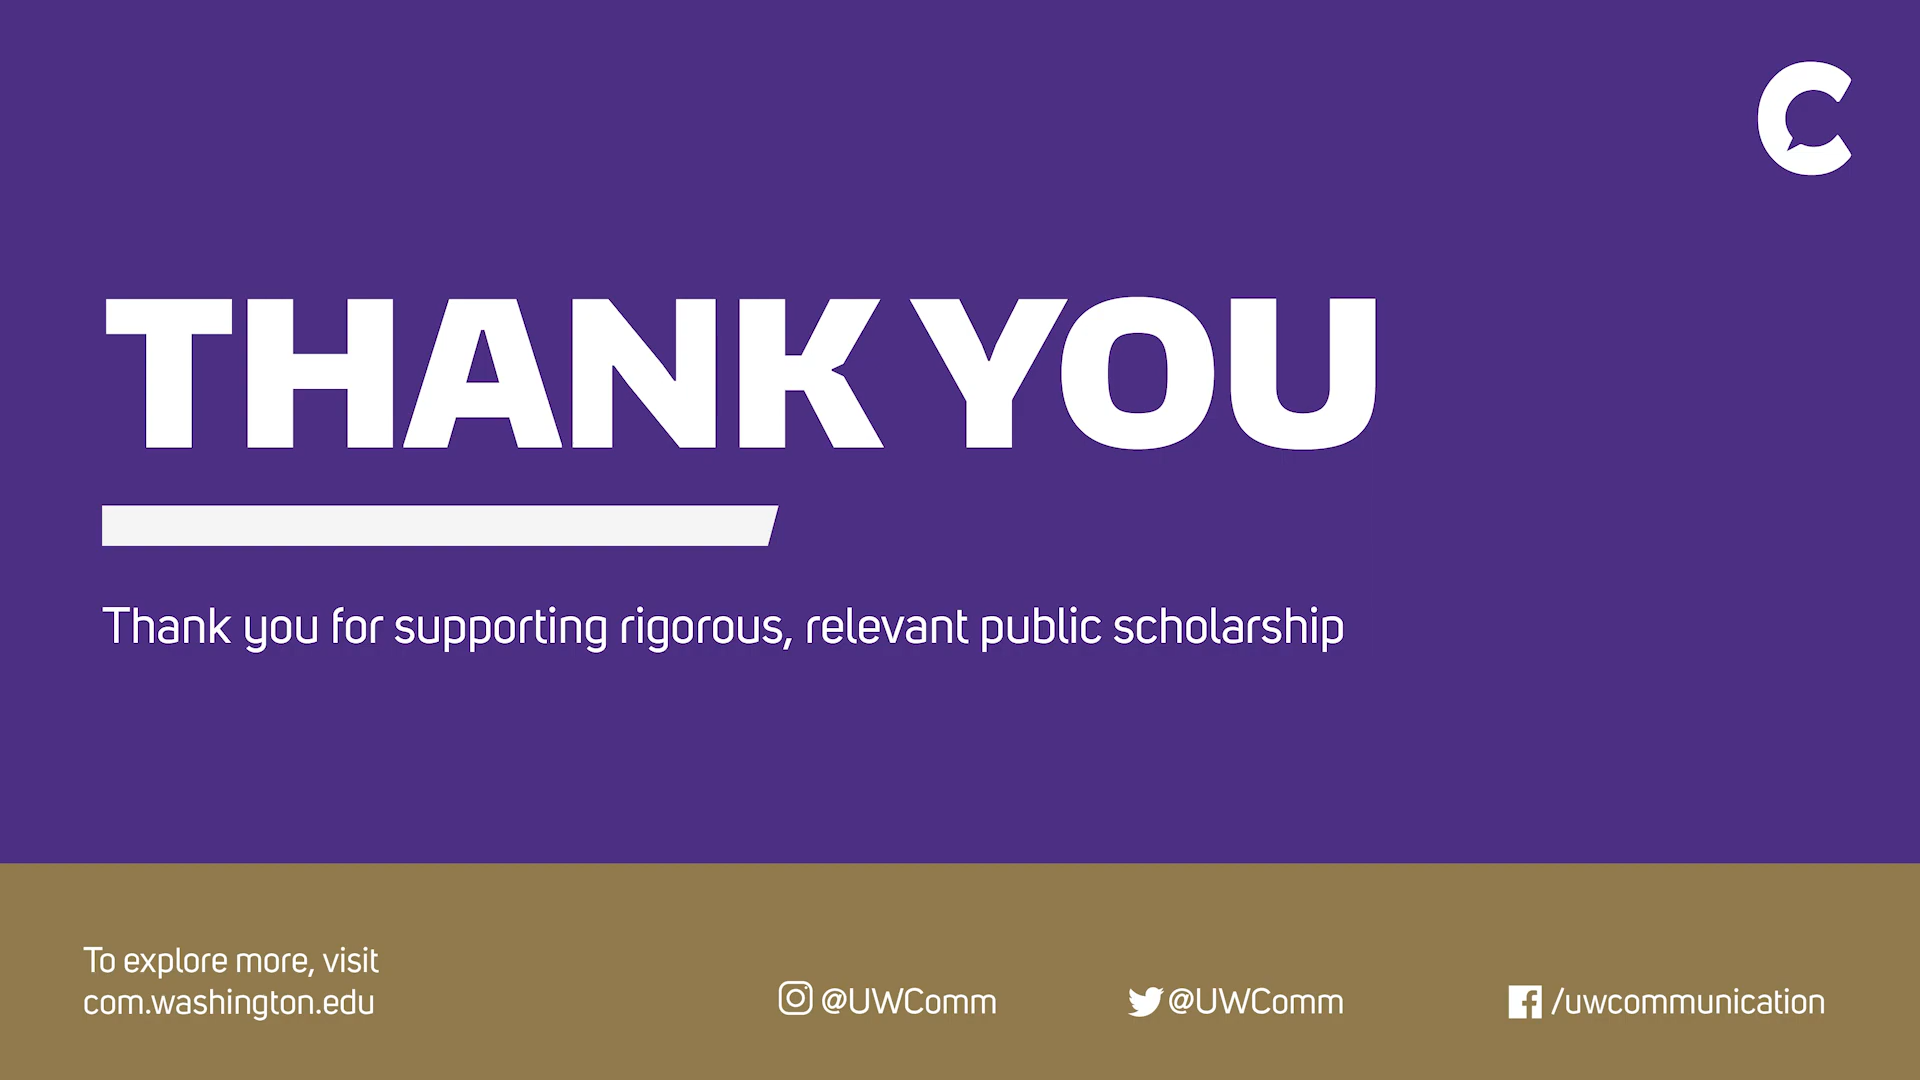 C
THANK YOU
Thank you for supporting rigorous, relevant public scholarship
To explore more, visit
com.washington.edu
@UWComm
@UWComm
/uwcommunication